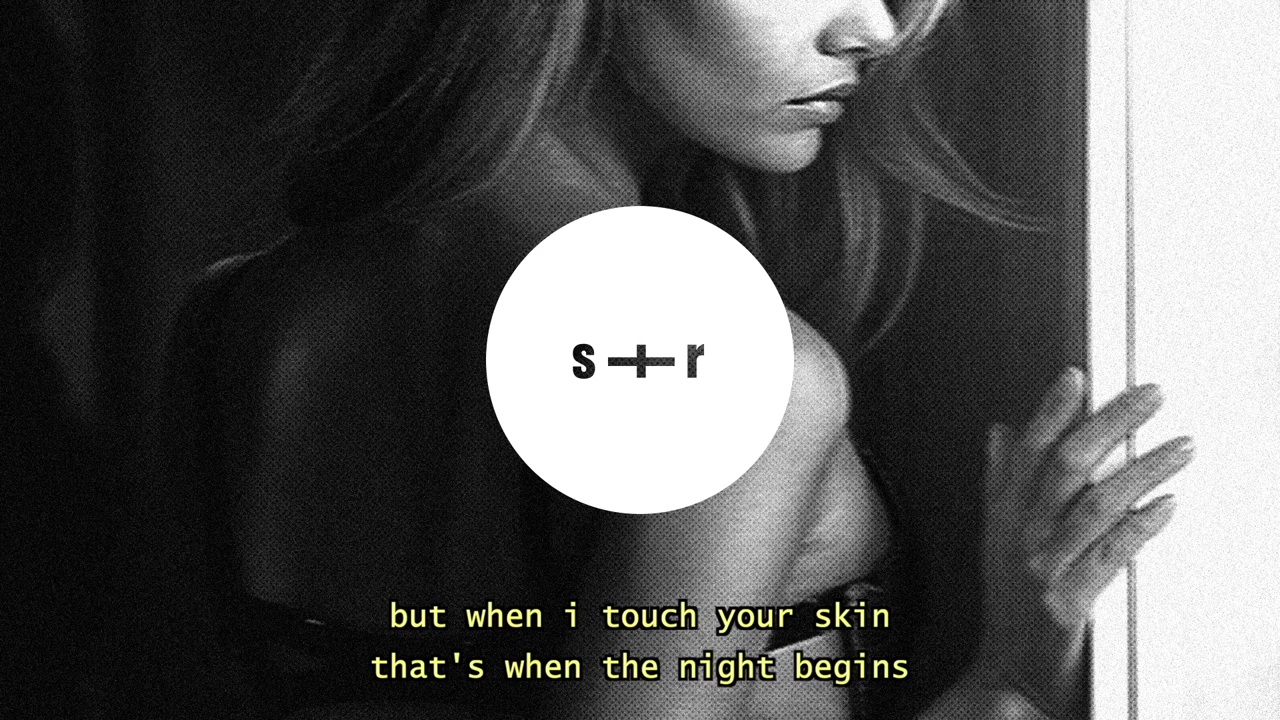 s+r
but when i touch your skin
that's when the night begins